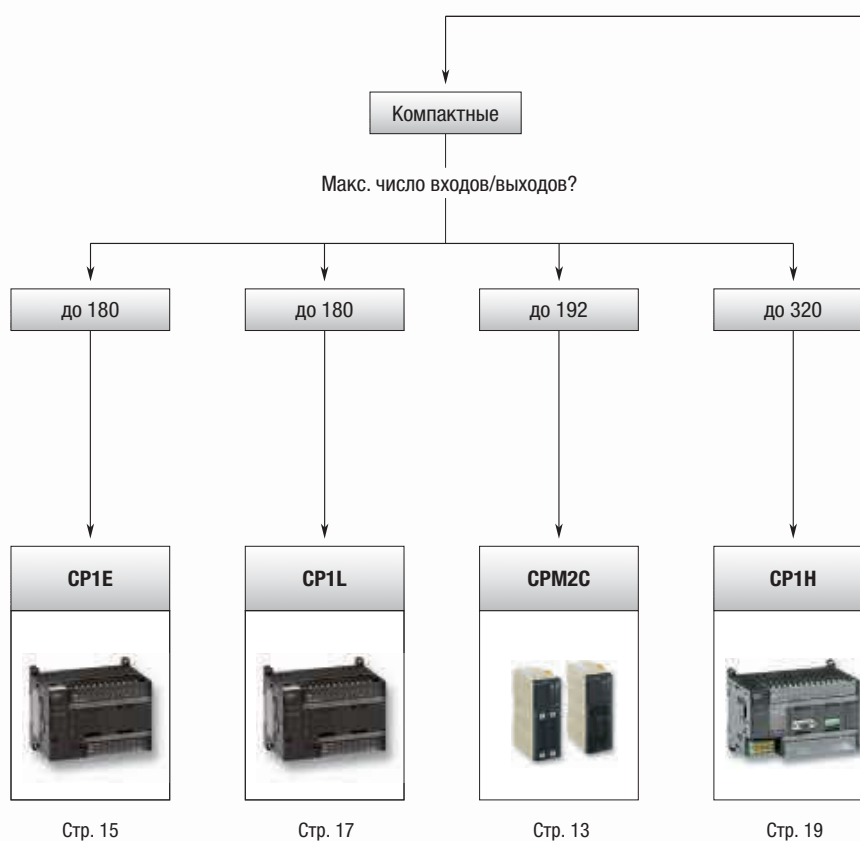 Компактные
Макс. число входов/выходов?
до 180
до 180
до 192
до 320
CP1E
CP1L
CPM2C
CP1H
Стр. 15
Стр. 17
Стр. 13
Стр. 19